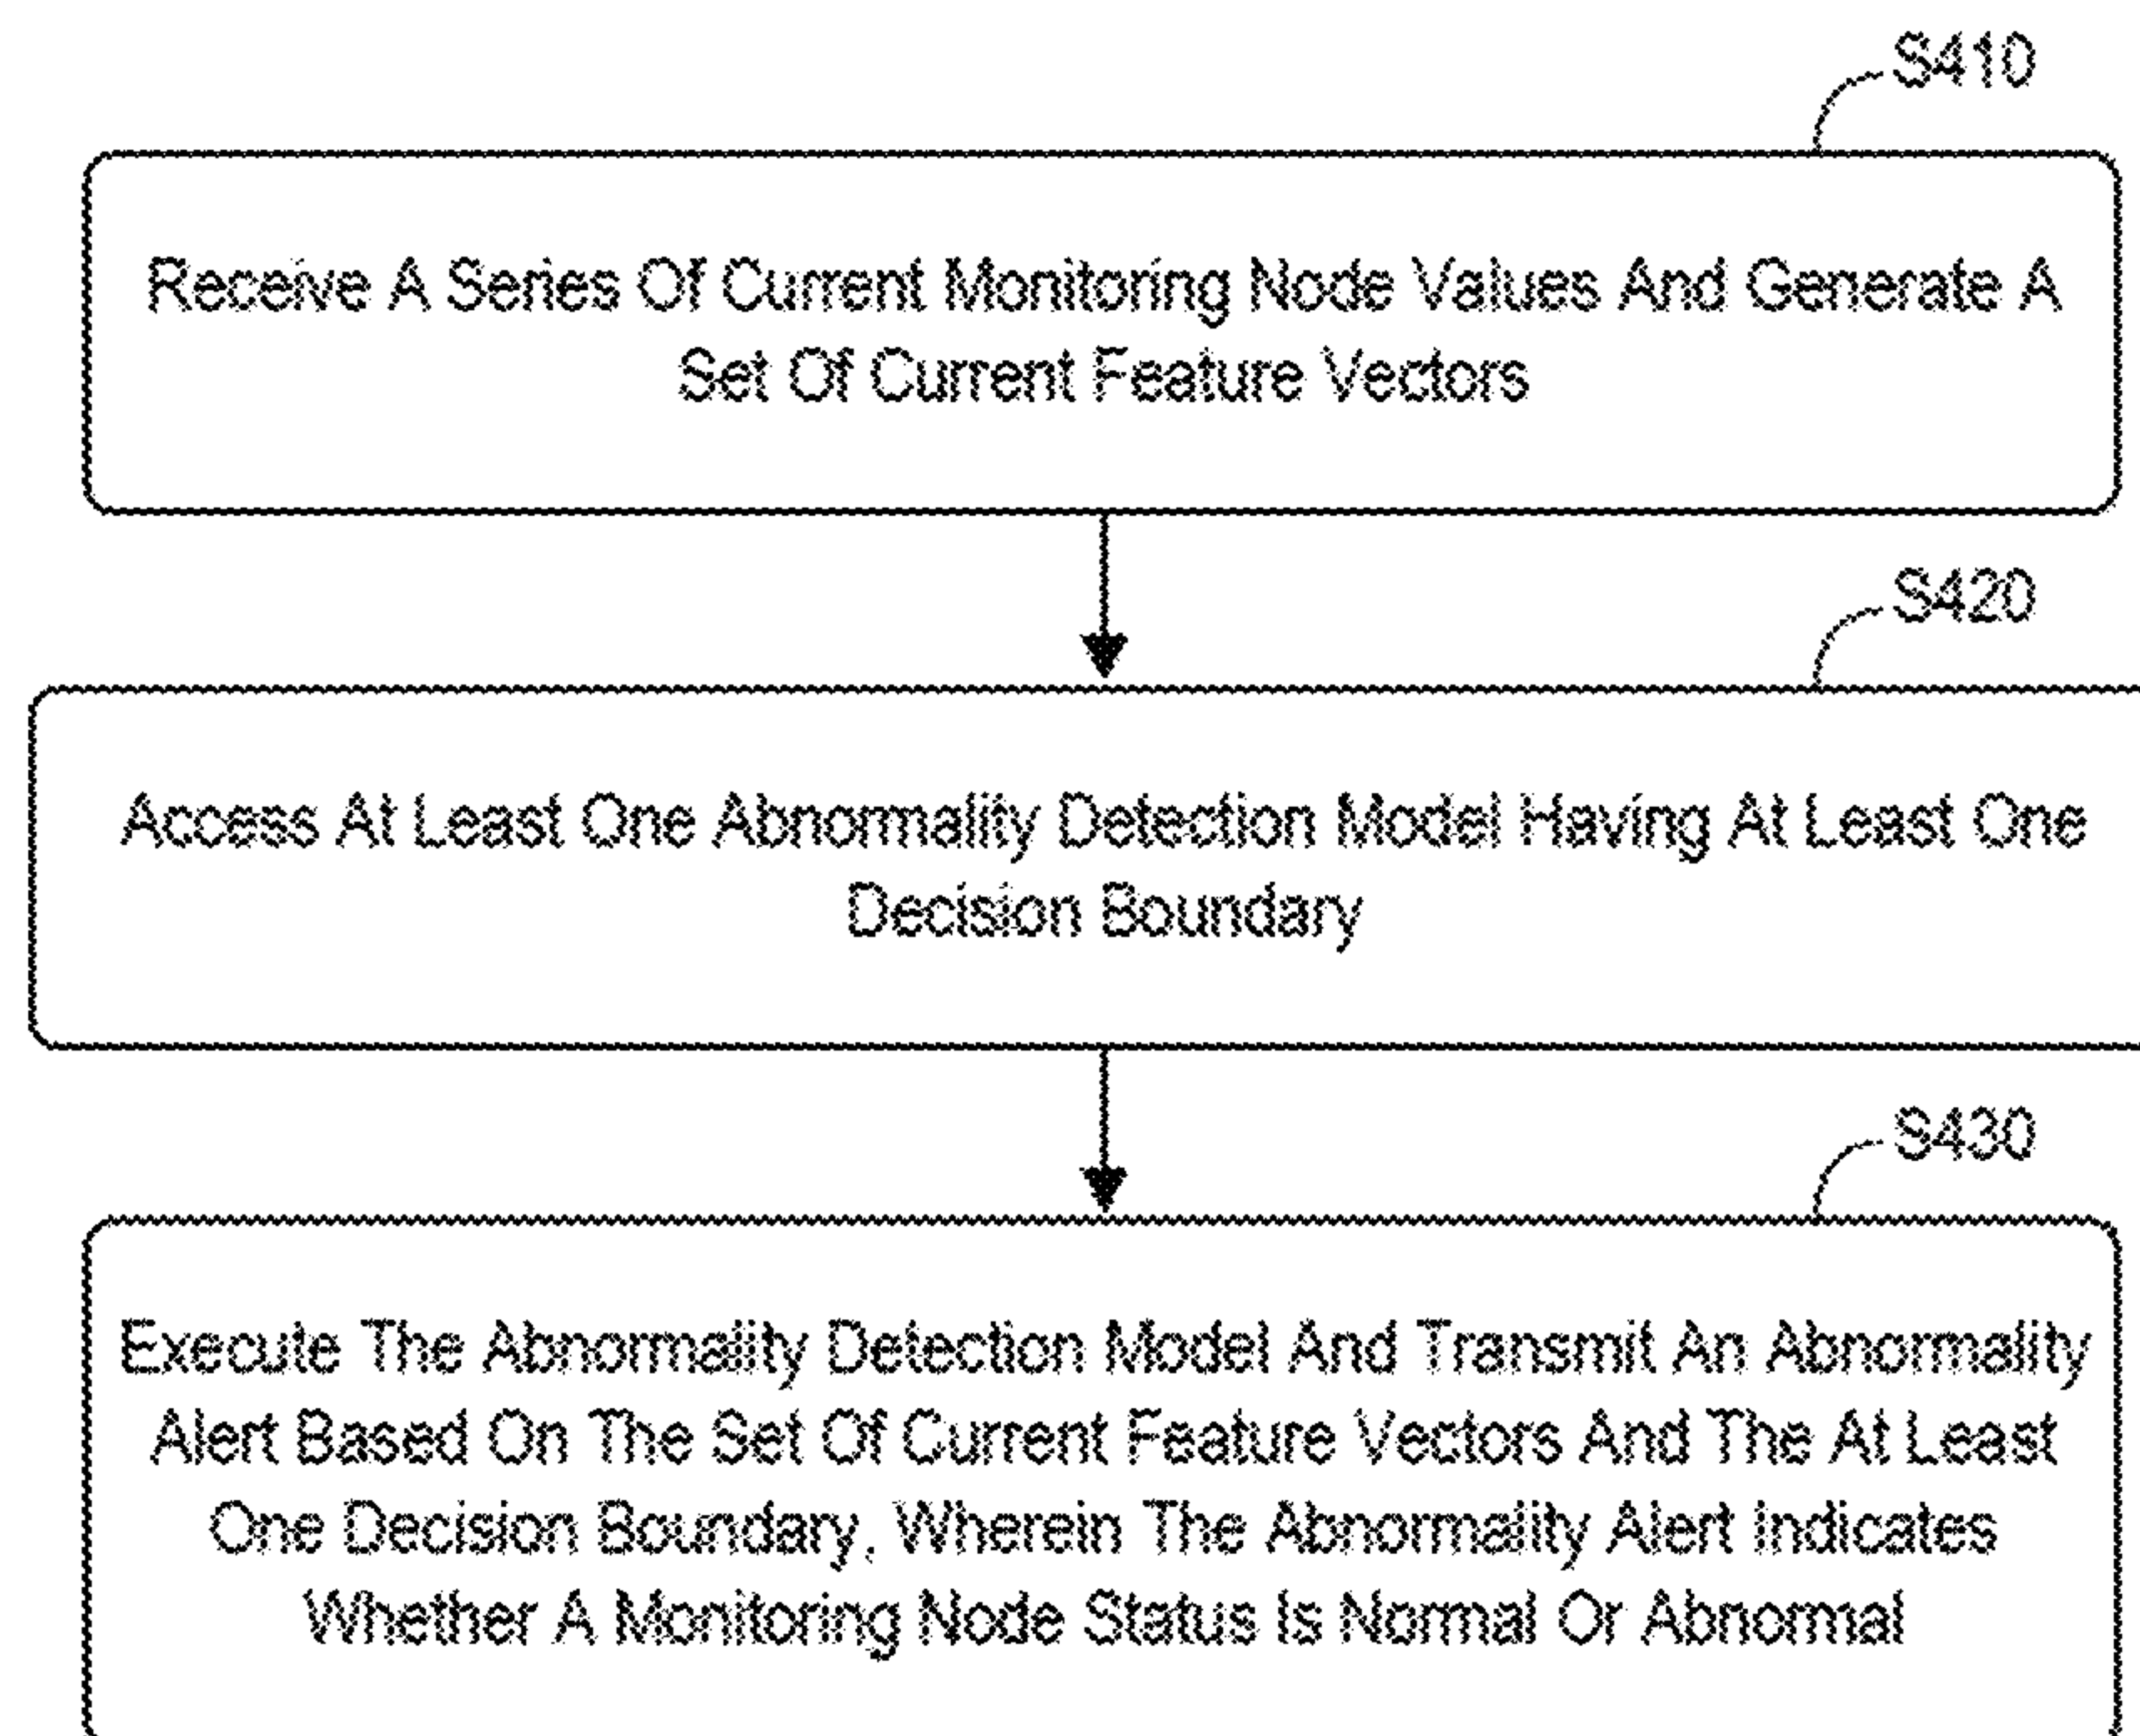 S410
Receive A Series Of Current Monitoring Node Values And Generate A
Set Of Current Feature Vectors
S420
Access At Least One Abnormality Detection Model Having At Least One
Decision Boundary
S430
Execute The Abnormality Detection Model And Transmit An Abnormality
Alert Based On The Set Of Current Feature Vectors And The At Least
One Decision Boundary, Wherein The Abnormality Alert Indicates
Whether A Monitoring Node Status Is Normal Or Abnormal